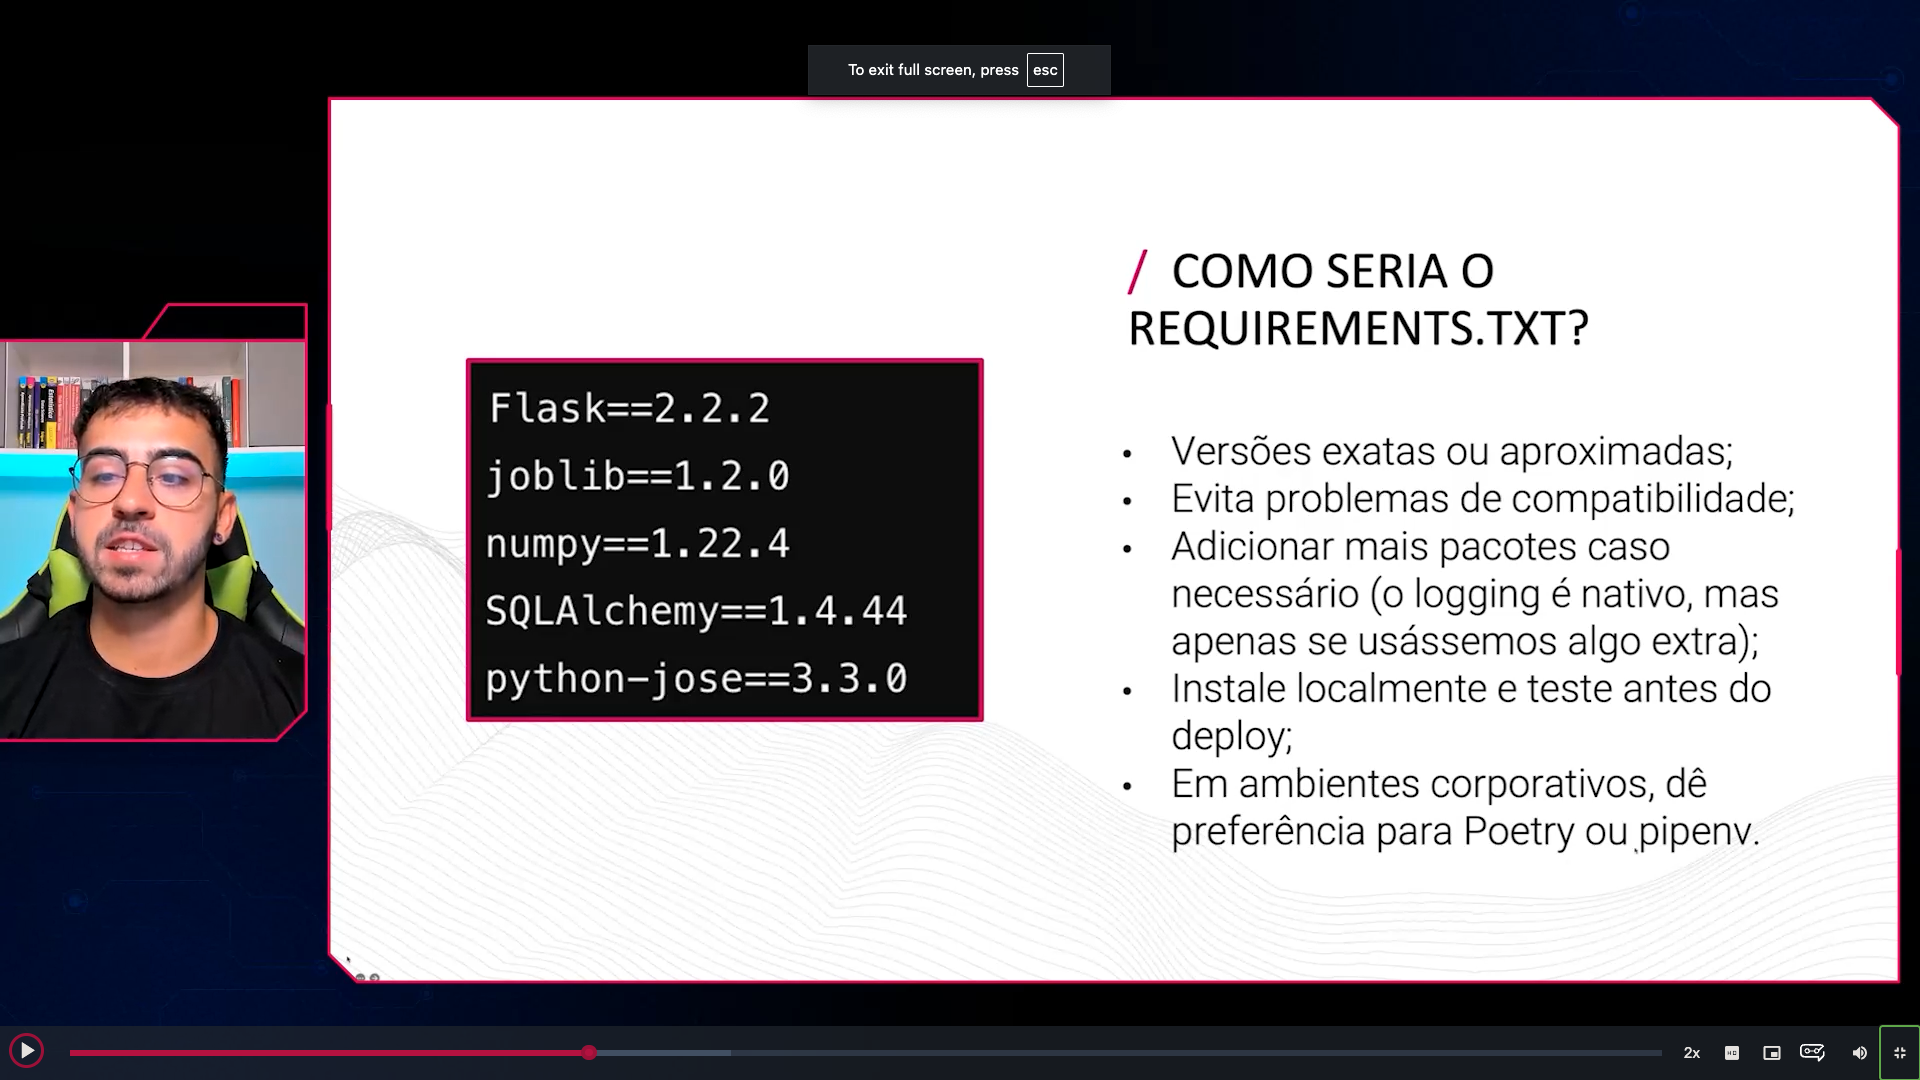 To exit full screen, press esc
/ COMO SERIA O
REQUIREMENTS.TXT?
Flask==2.2.2
joblib==1.2.0
numpy==1.22.4
SQLAlchemy==1.4.44
python-jose==3.3.0
• Versões exatas ou aproximadas;
• Evita problemas de compatibilidade;
• Adicionar mais pacotes caso
necessário (o logging é nativo, mas
apenas se usássemos algo extra);
• Instale localmente e teste antes do
deploy;
• Em ambientes corporativos, dê
preferência para Poetry ou pipenv.
2x
HD